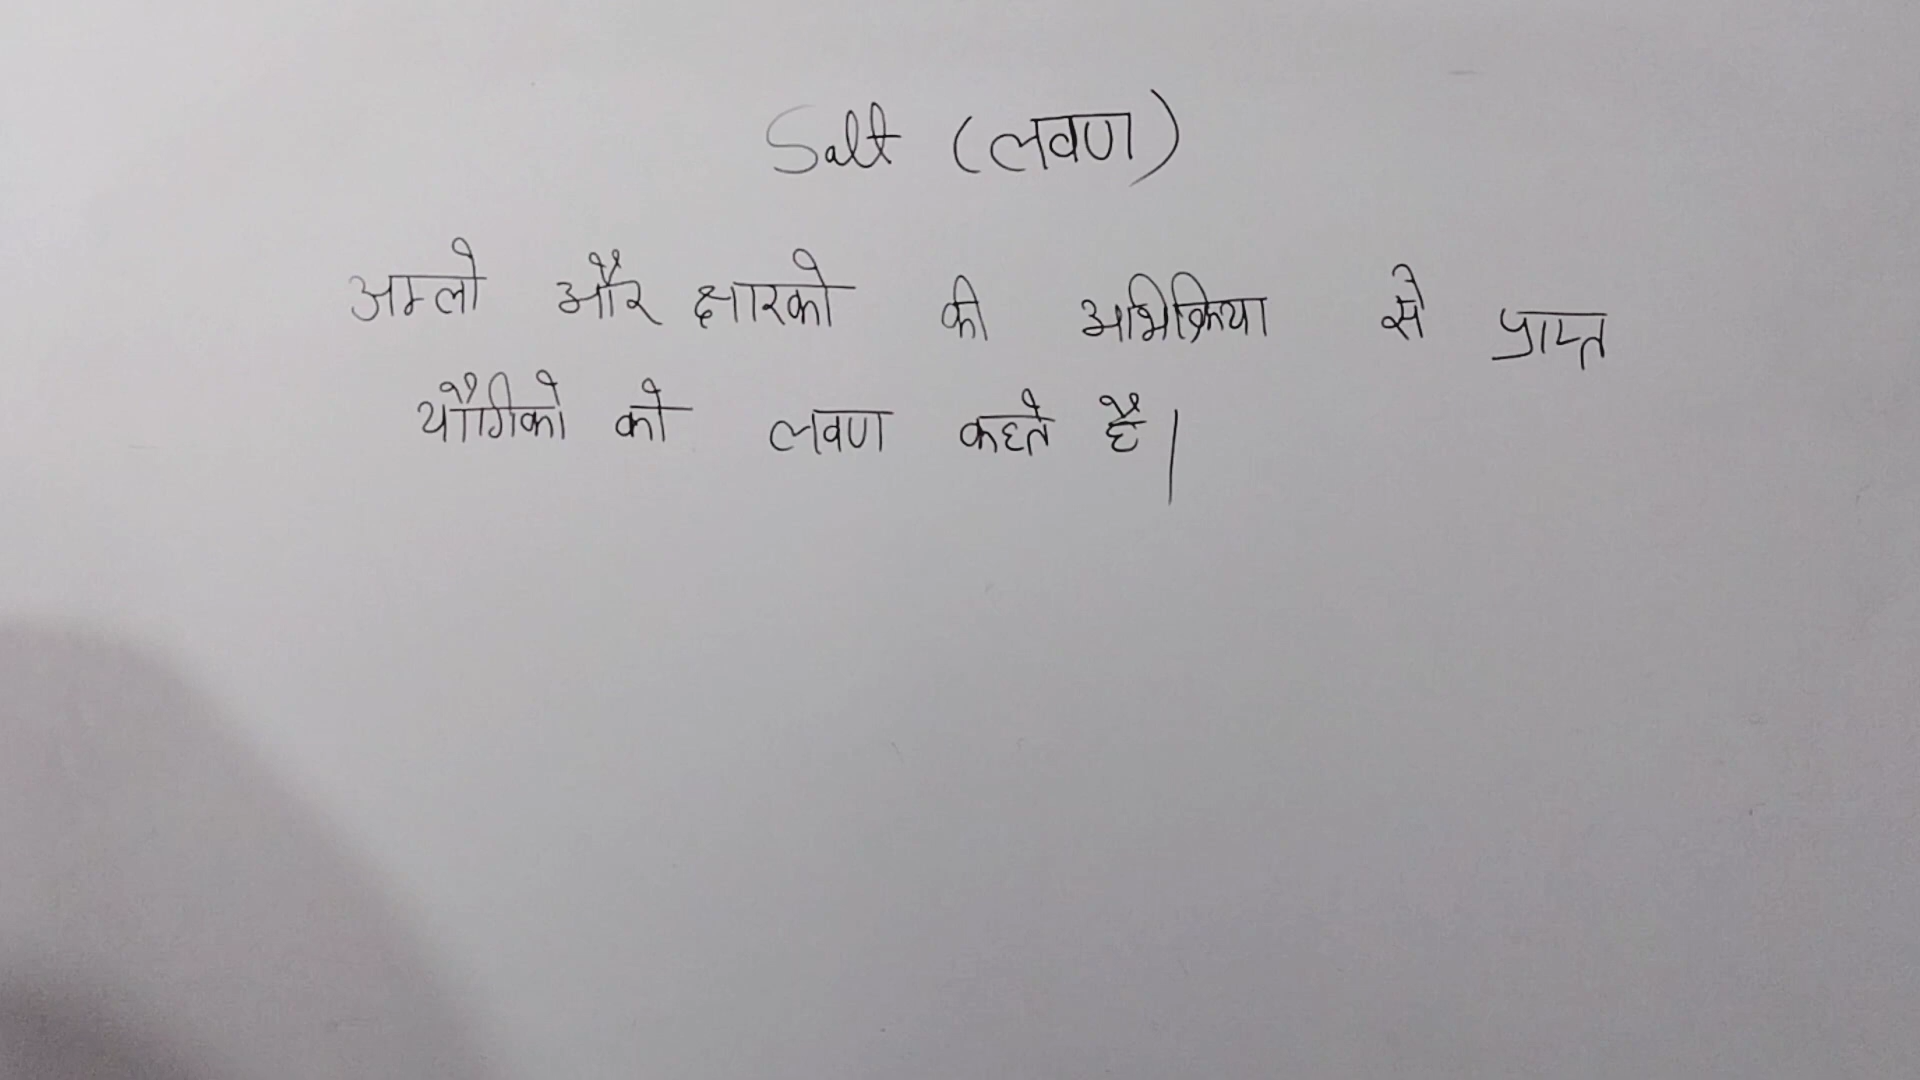 Salt (लवण)
अम्लो और क्षारको की अभिक्रिया से प्राप्त
यौगिको को लवण कहते है|